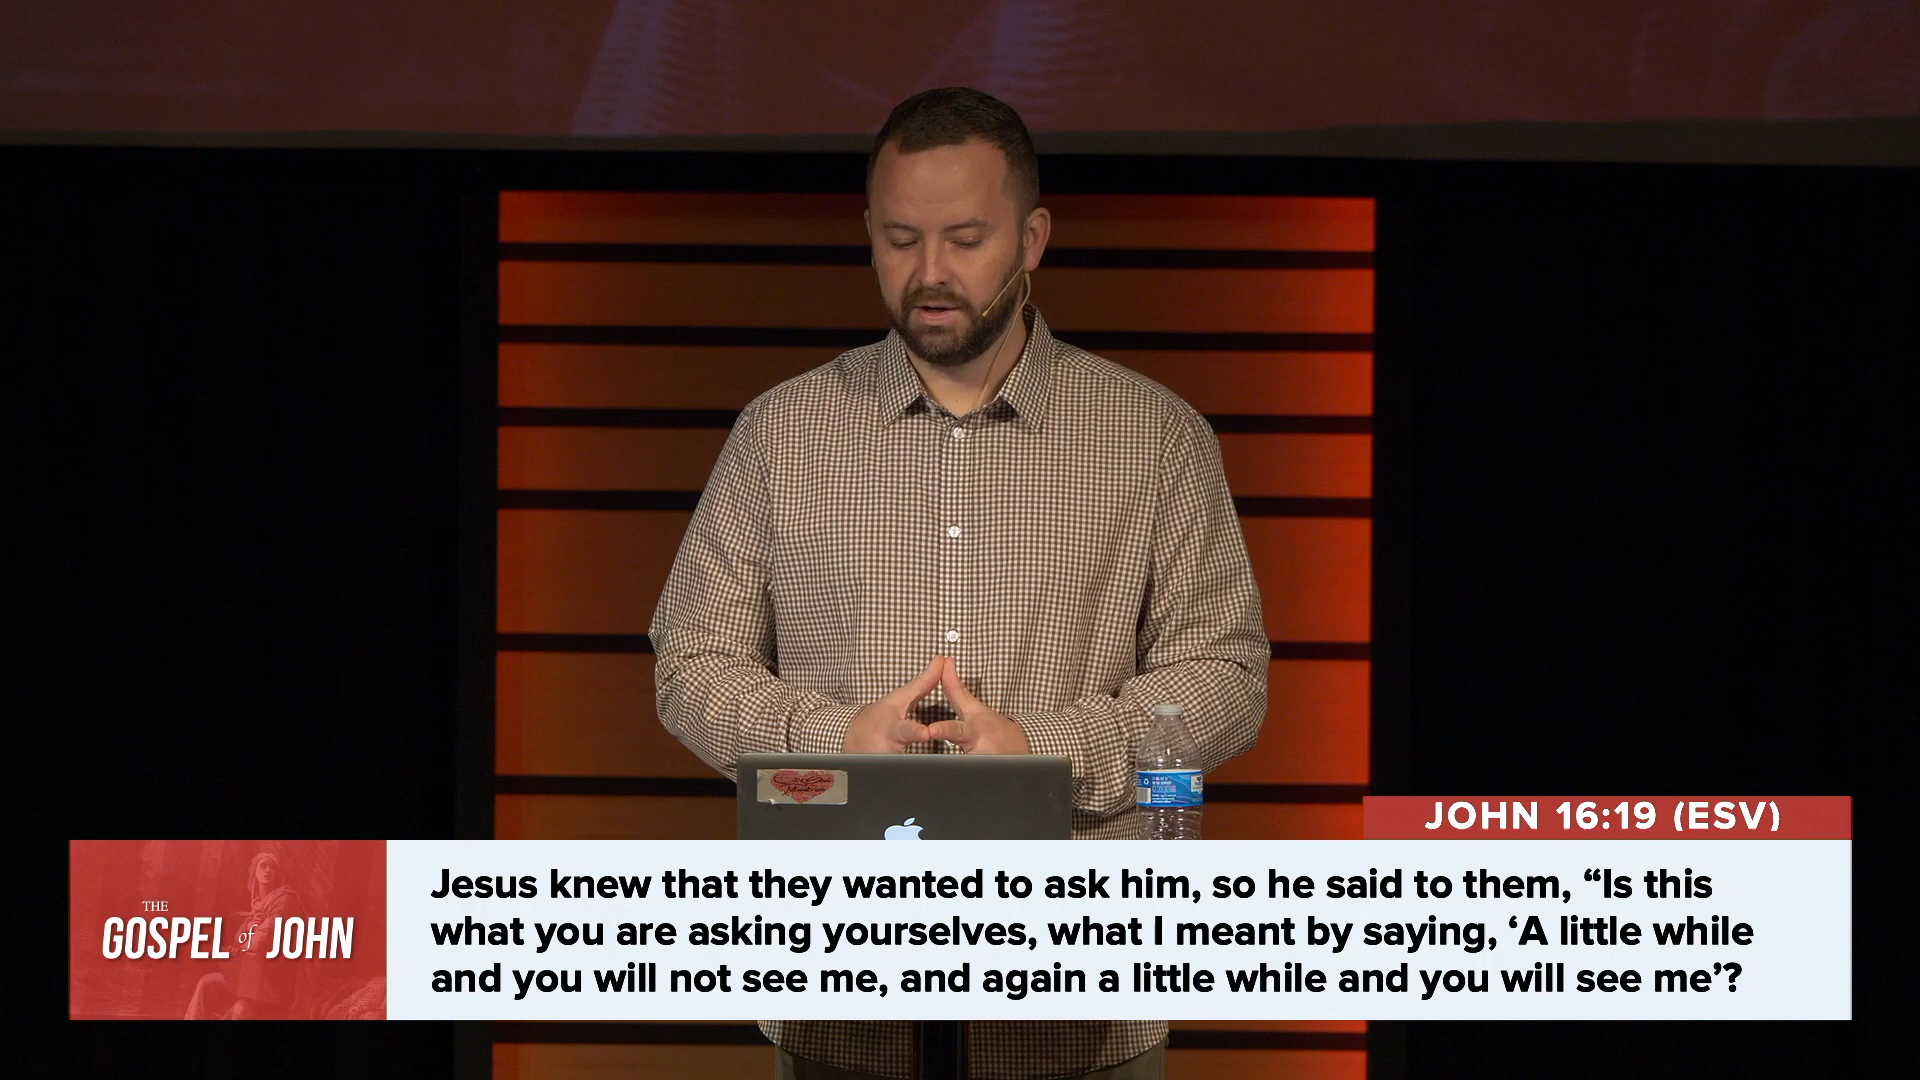 JOHN 16:19 (ESV)
THE
GOSPEL of JOHN
Jesus knew that they wanted to ask him, so he said to them, “Is this
what you are asking yourselves, what I meant by saying, ‘A little while
and you will not see me, and again a little while and you will see me’?